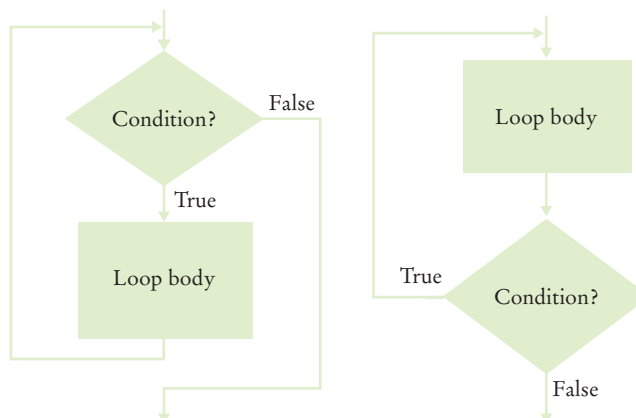 Condition?
False
True
Loop body
Loop body
True
Condition?
False